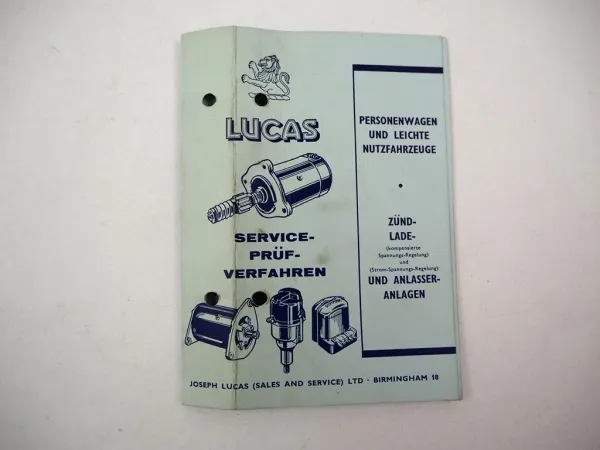 LUCAS
SERVICE-
PRÜF-
VERFAHREN
PERSONENWAGEN
UND LEICHTE
NUTZFAHRZEUGE
ZÜND-
LADE-
(kompensierte
Spannungs-Regelung)
und
(Strom-Spannungs-Regelung)
UND ANLASSER-
ANLAGEN
JOSEPH LUCAS (SALES AND SERVICE) LTD · BIRMINGHAM 18